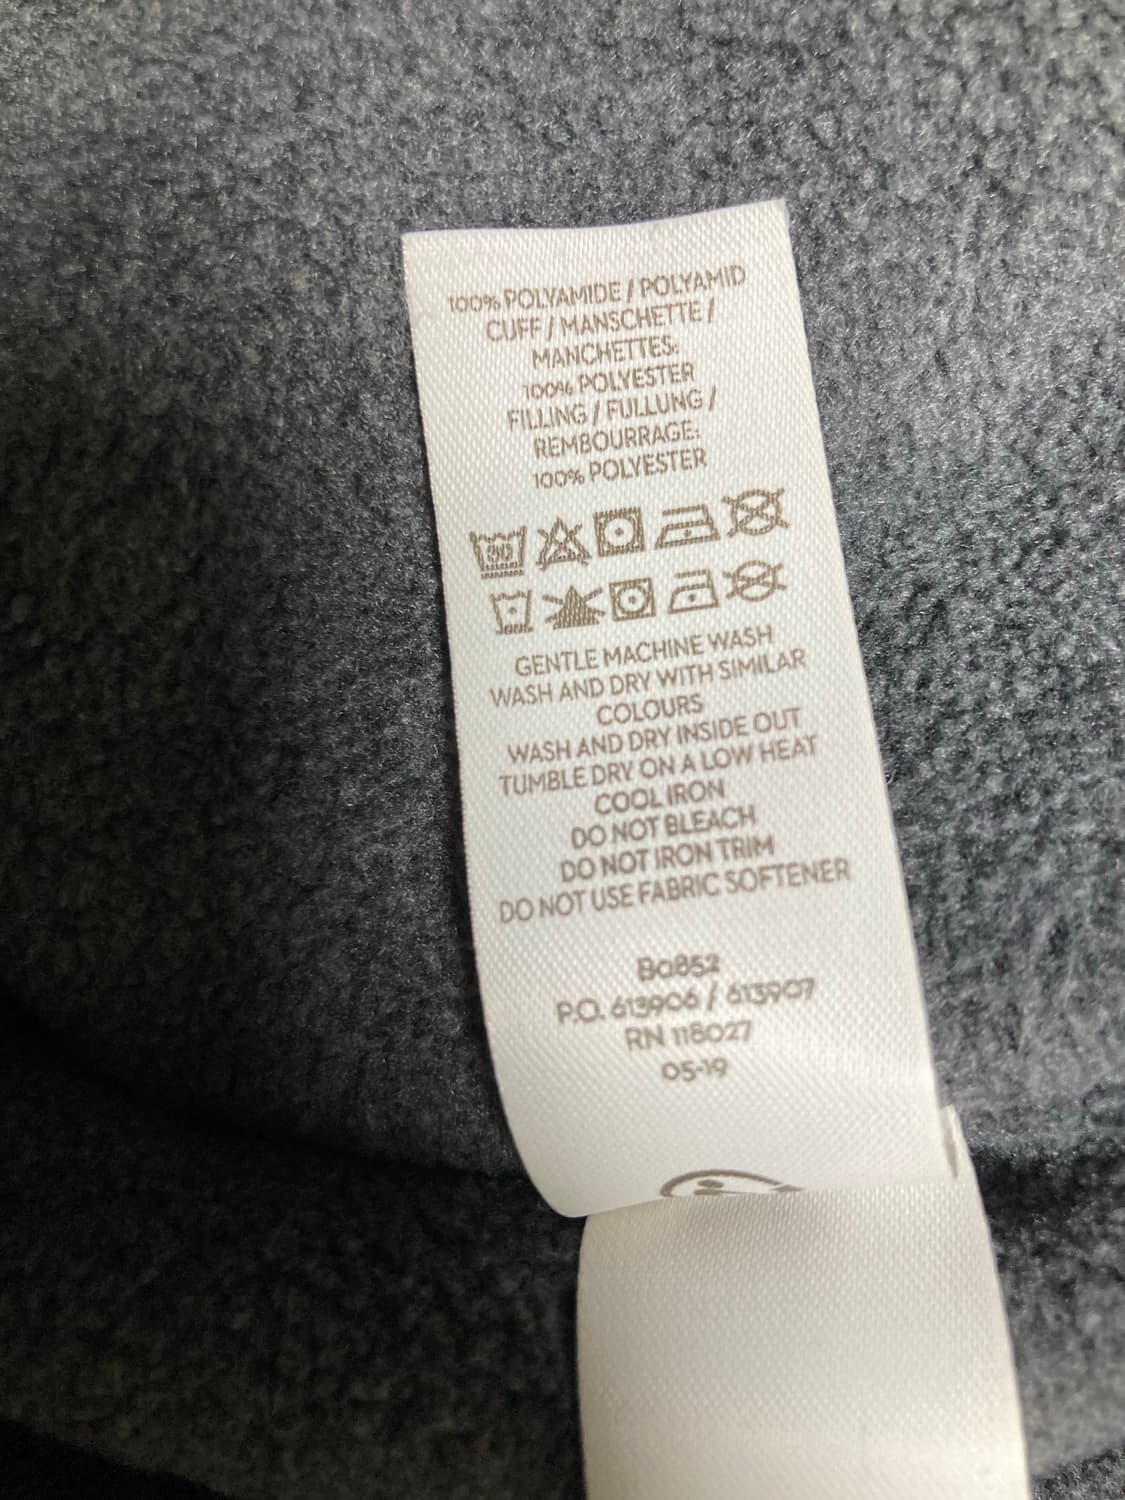 100% POLYAMIDE / POLYAMID
CUFF / MANSCHETTE /
MANCHETTES:
100% POLYESTER
FILLING / FÜLLUNG /
REMBOURRAGE:
100% POLYESTER
30
GENTLE MACHINE WASH
WASH AND DRY WITH SIMILAR
COLOURS
WASH AND DRY INSIDE OUT
TUMBLE DRY ON A LOW HEAT
COOL IRON
DO NOT BLEACH
DO NOT IRON TRIM
DO NOT USE FABRIC SOFTENER
B0852
P.O. 613906 / 613907
RN 118027
05-19